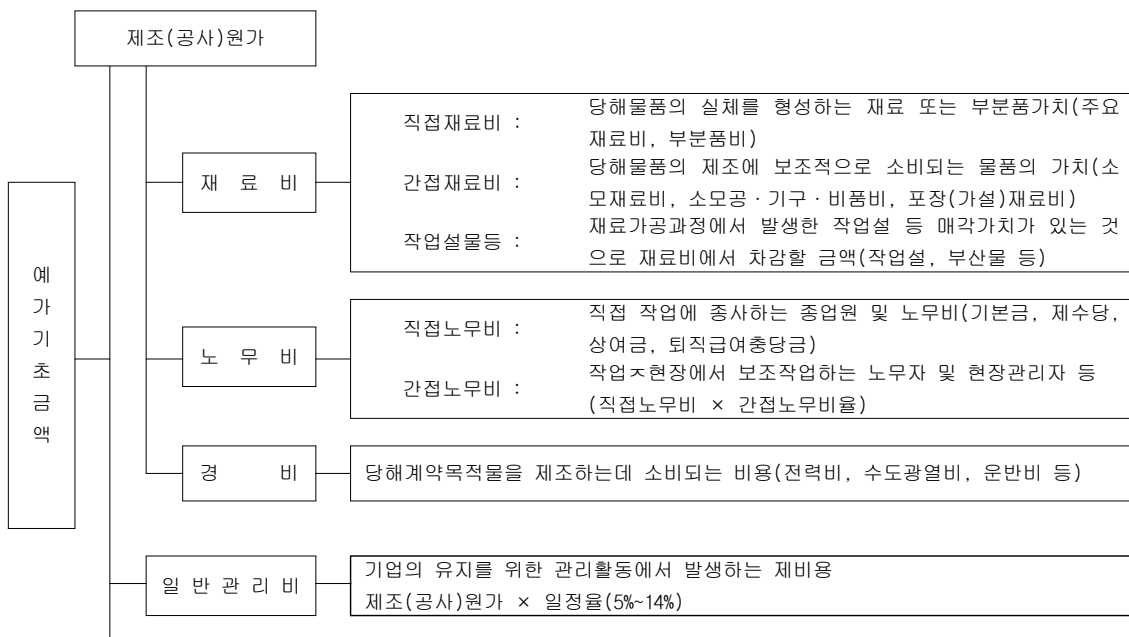 제조(공사)원가
직접재료비 :
당해물품의 실체를 형성하는 재료 또는 부분품가치(주요
재료비, 부분품비)
재 료 비
간접재료비 :
당해물품의 제조에 보조적으로 소비되는 물품의 가치(소
모재료비, 소모공·기구·비품비, 포장(가설)재료비)
작업설물등 :
재료가공과정에서 발생한 작업설 등 매각가치가 있는 것
으로 재료비에서 차감할 금액(작업설, 부산물 등)
예
가
기
초
금
액
노 무 비
직접노무비 :
직접 작업에 종사하는 종업원 및 노무비(기본금, 제수당,
상여금, 퇴직급여충당금)
간접노무비 :
작업ㅈ현장에서 보조작업하는 노무자 및 현장관리자 등
(직접노무비 × 간접노무비율)
경 비
당해계약목적물을 제조하는데 소비되는 비용(전력비, 수도광열비, 운반비 등)
일 반 관 리 비
기업의 유지를 위한 관리활동에서 발생하는 제비용
제조(공사)원가 × 일정율(5%~14%)